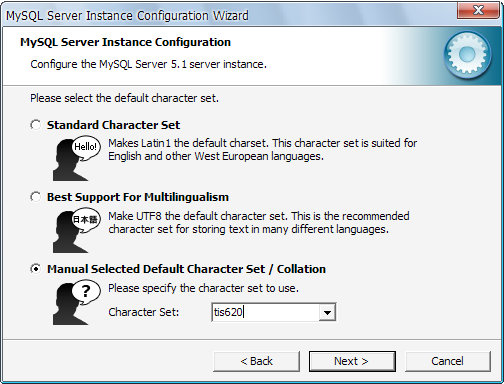 MySQL Server Instance Configuration Wizard
MySQL Server Instance Configuration
Configure the MySQL Server 5.1 server instance.
Please select the default character set.
Standard Character Set
Hello!
Makes Latin1 the default charset. This character set is suited for
English and other West European languages.
Best Support For Multilingualism
日本語
Make UTF8 the default character set. This is the recommended
character set for storing text in many different languages.
Manual Selected Default Character Set / Collation
?
Please specify the character set to use.
Character Set: tis620
< Back Next > Cancel